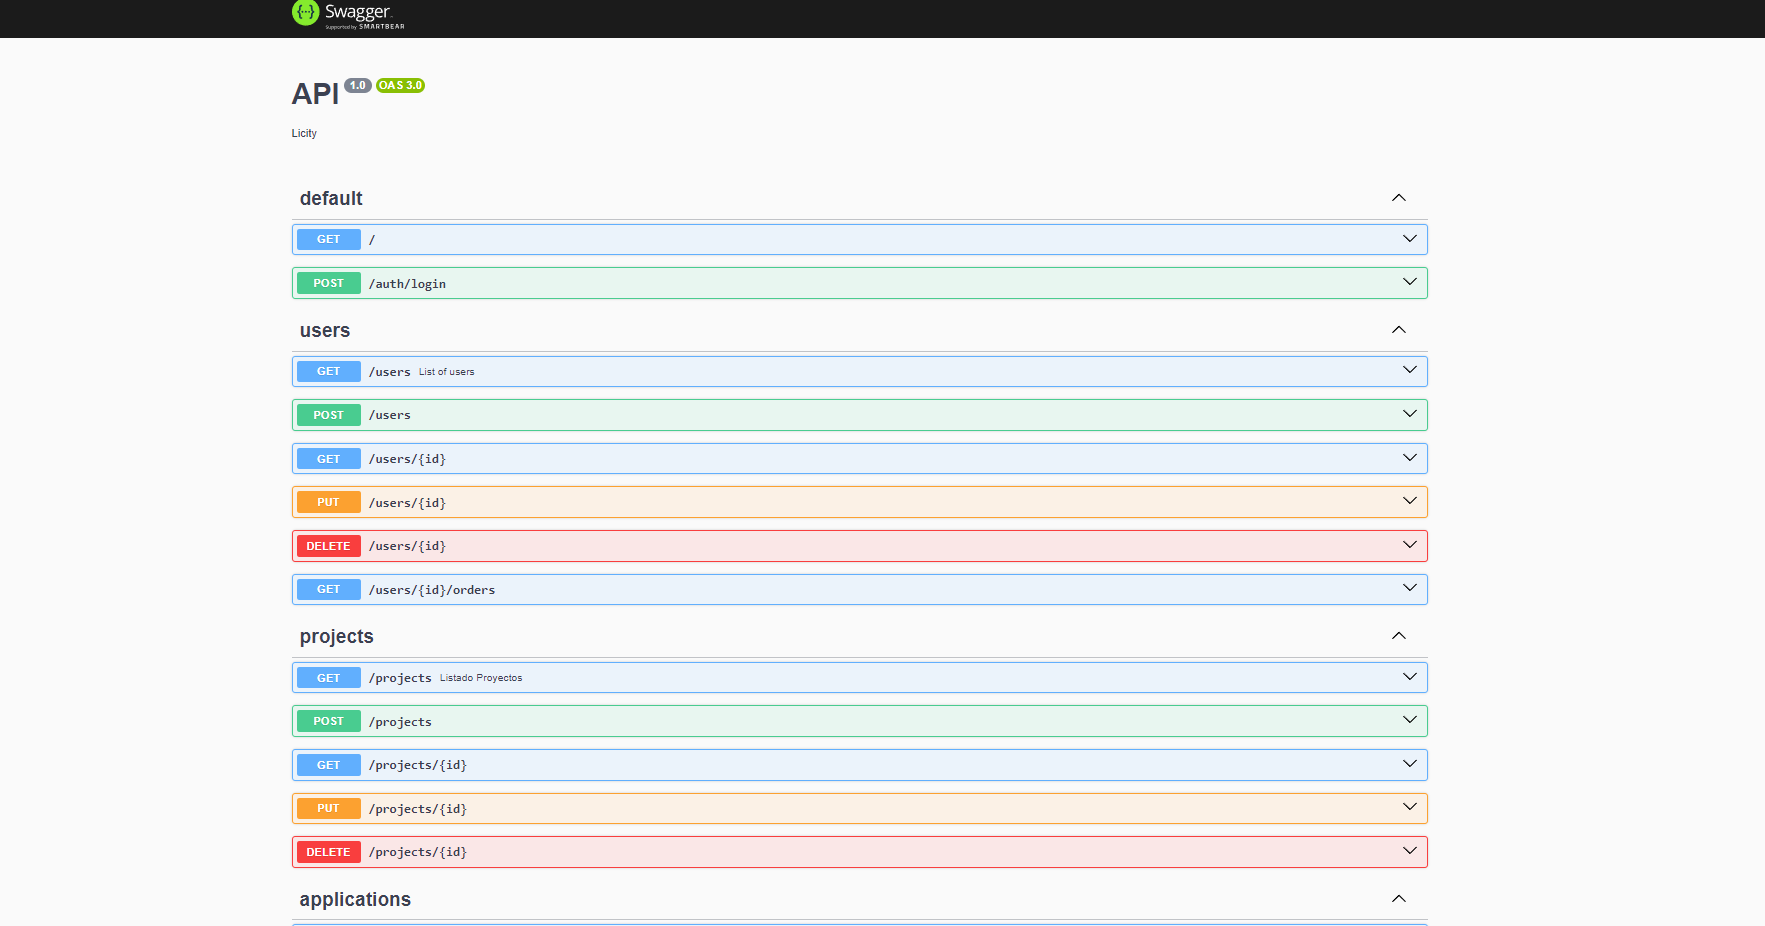 Swagger
Supported by SMARTBEAR
API 1.0 OAS 3.0
Licity
default
GET /
POST /auth/login
users
GET /users List of users
POST /users
GET /users/{id}
PUT /users/{id}
DELETE /users/{id}
GET /users/{id}/orders
projects
GET /projects Listado Proyectos
POST /projects
GET /projects/{id}
PUT /projects/{id}
DELETE /projects/{id}
applications